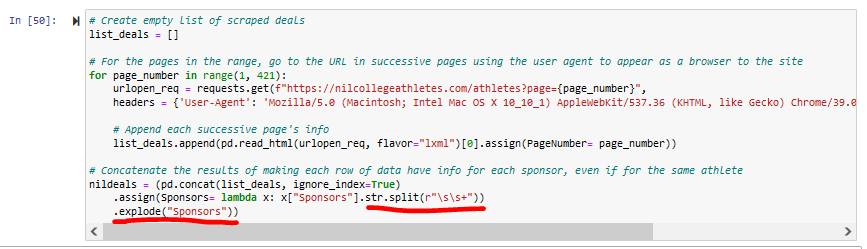 In [50]:
# Create empty list of scraped deals
list_deals = []
# For the pages in the range, go to the URL in successive pages using the user agent to appear as a browser to the site
for page_number in range(1, 421):
urlopen_req = requests.get(f"https://nilcollegeathletes.com/athletes?page={page_number}",
headers = {'User-Agent': 'Mozilla/5.0 (Macintosh; Intel Mac OS X 10_10_1) AppleWebKit/537.36 (KHTML, like Gecko) Chrome/39.0
# Append each successive page's info
list_deals.append(pd.read_html(urlopen_req, flavor="lxml")[0].assign(PageNumber= page_number))
# Concatenate the results of making each row of data have info for each sponsor, even if for the same athlete
nildeals = (pd.concat(list_deals, ignore_index=True)
.assign(Sponsors= lambda x: x["Sponsors"].str.split(r"\s\s+"))
.explode("Sponsors"))